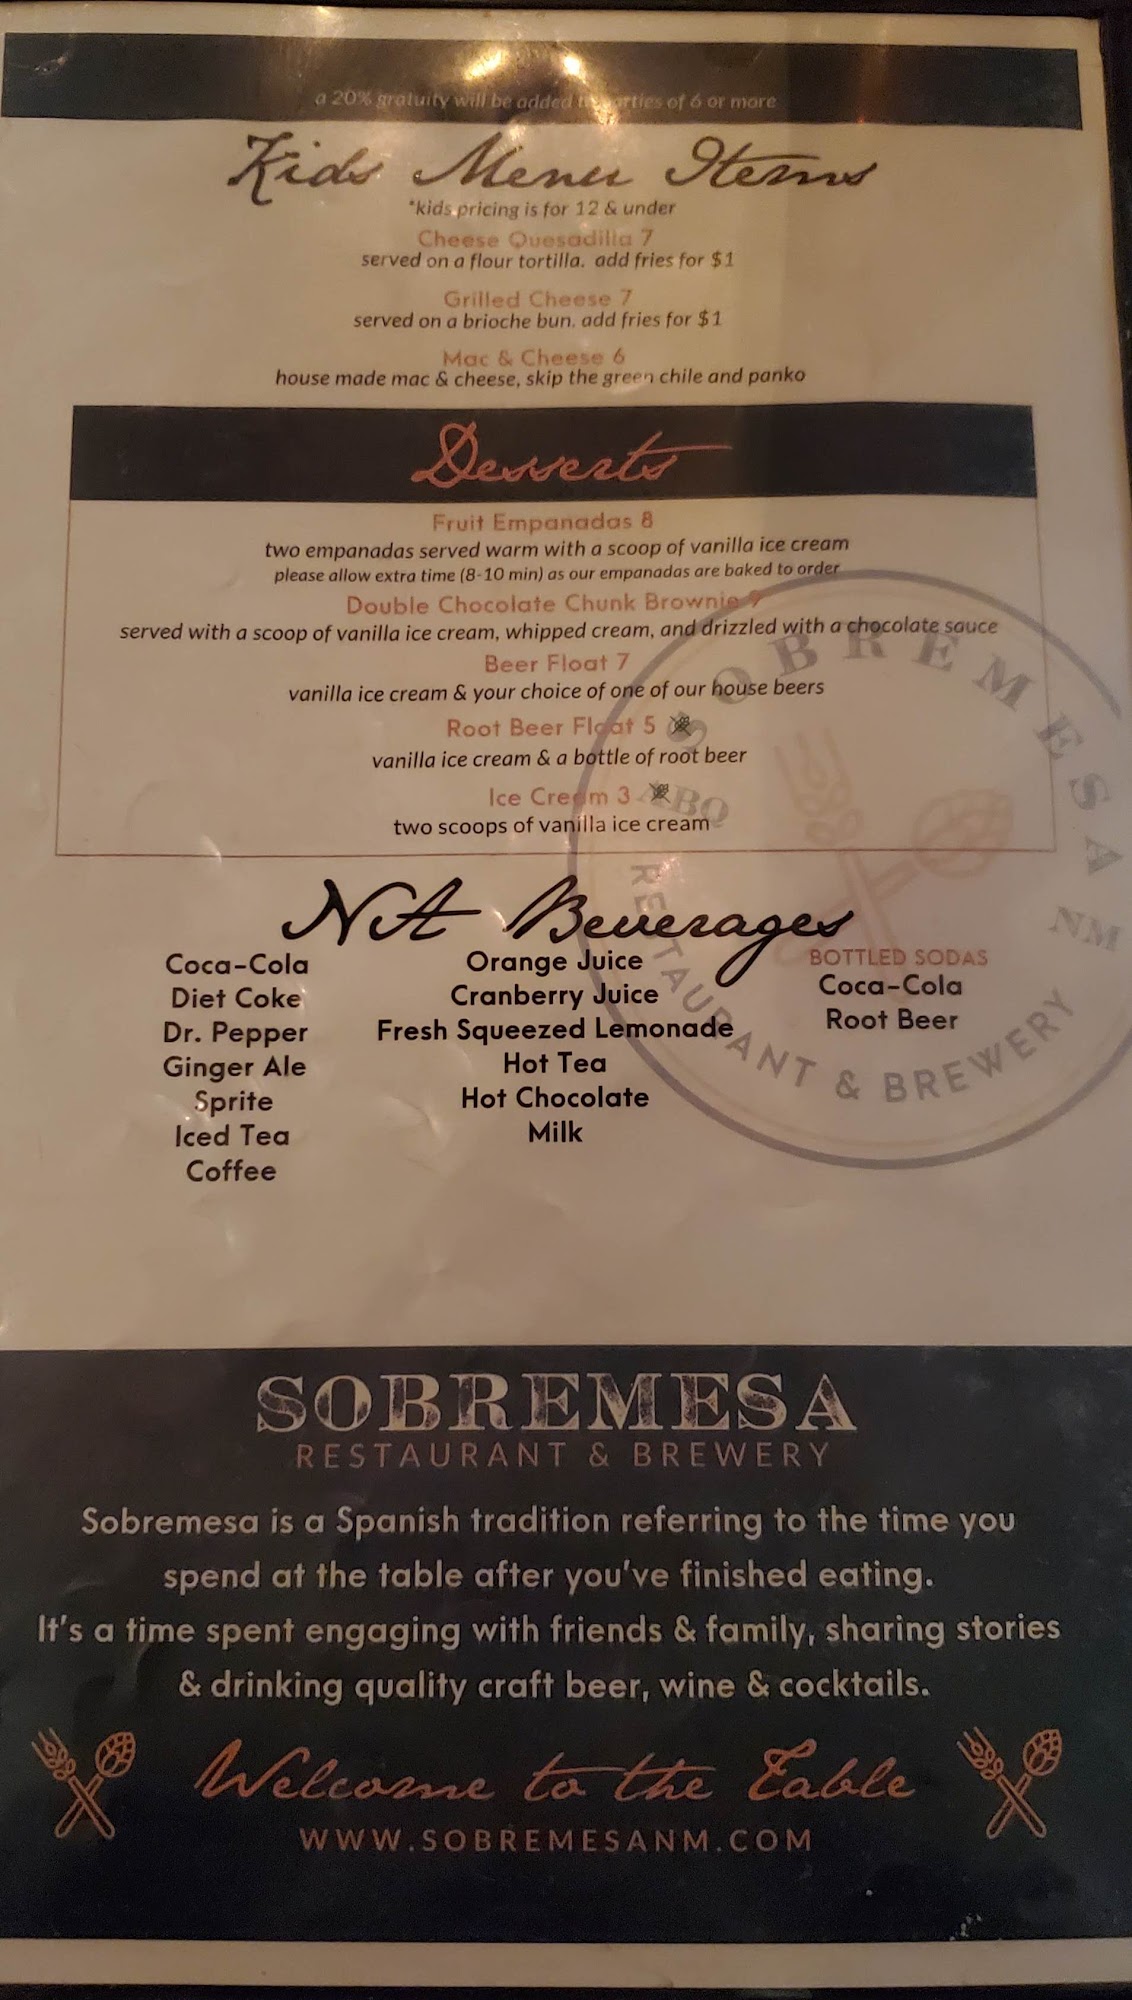 a 20% gratuity will be added to parties of 6 or more
Kids Menu Items
*kids pricing is for 12 & under
Cheese Quesadilla 7
served on a flour tortilla. add fries for $1
Grilled Cheese 7
served on a brioche bun. add fries for $1
Mac & Cheese 6
house made mac & cheese, skip the green chile and panko
Desserts
Fruit Empanadas 8
two empanadas served warm with a scoop of vanilla ice cream
please allow extra time (8-10 min) as our empanadas are baked to order
Double Chocolate Chunk Brownie 9
served with a scoop of vanilla ice cream, whipped cream, and drizzled with a chocolate sauce
Beer Float 7
vanilla ice cream & your choice of one of our house beers
Root Beer Float 5
vanilla ice cream & a bottle of root beer
Ice Cream 3
two scoops of vanilla ice cream
SOBREMESA
ABQ NM
RESTAURANT & BREWERY
NA Beverages
Coca-Cola
Diet Coke
Dr. Pepper
Ginger Ale
Sprite
Iced Tea
Coffee
Orange Juice
Cranberry Juice
Fresh Squeezed Lemonade
Hot Tea
Hot Chocolate
Milk
BOTTLED SODAS
Coca-Cola
Root Beer
SOBREMESA
RESTAURANT & BREWERY
Sobremesa is a Spanish tradition referring to the time you
spend at the table after you've finished eating.
It's a time spent engaging with friends & family, sharing stories
& drinking quality craft beer, wine & cocktails.
Welcome to the Table
WWW.SOBREMESANM.COM